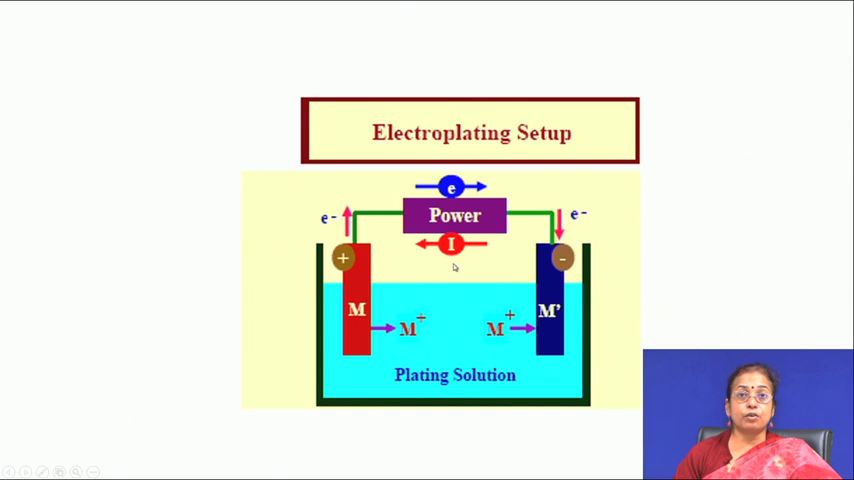 Electroplating Setup
e
e-
Power
e-
I
+
-
M
M+
M+
M'
Plating Solution